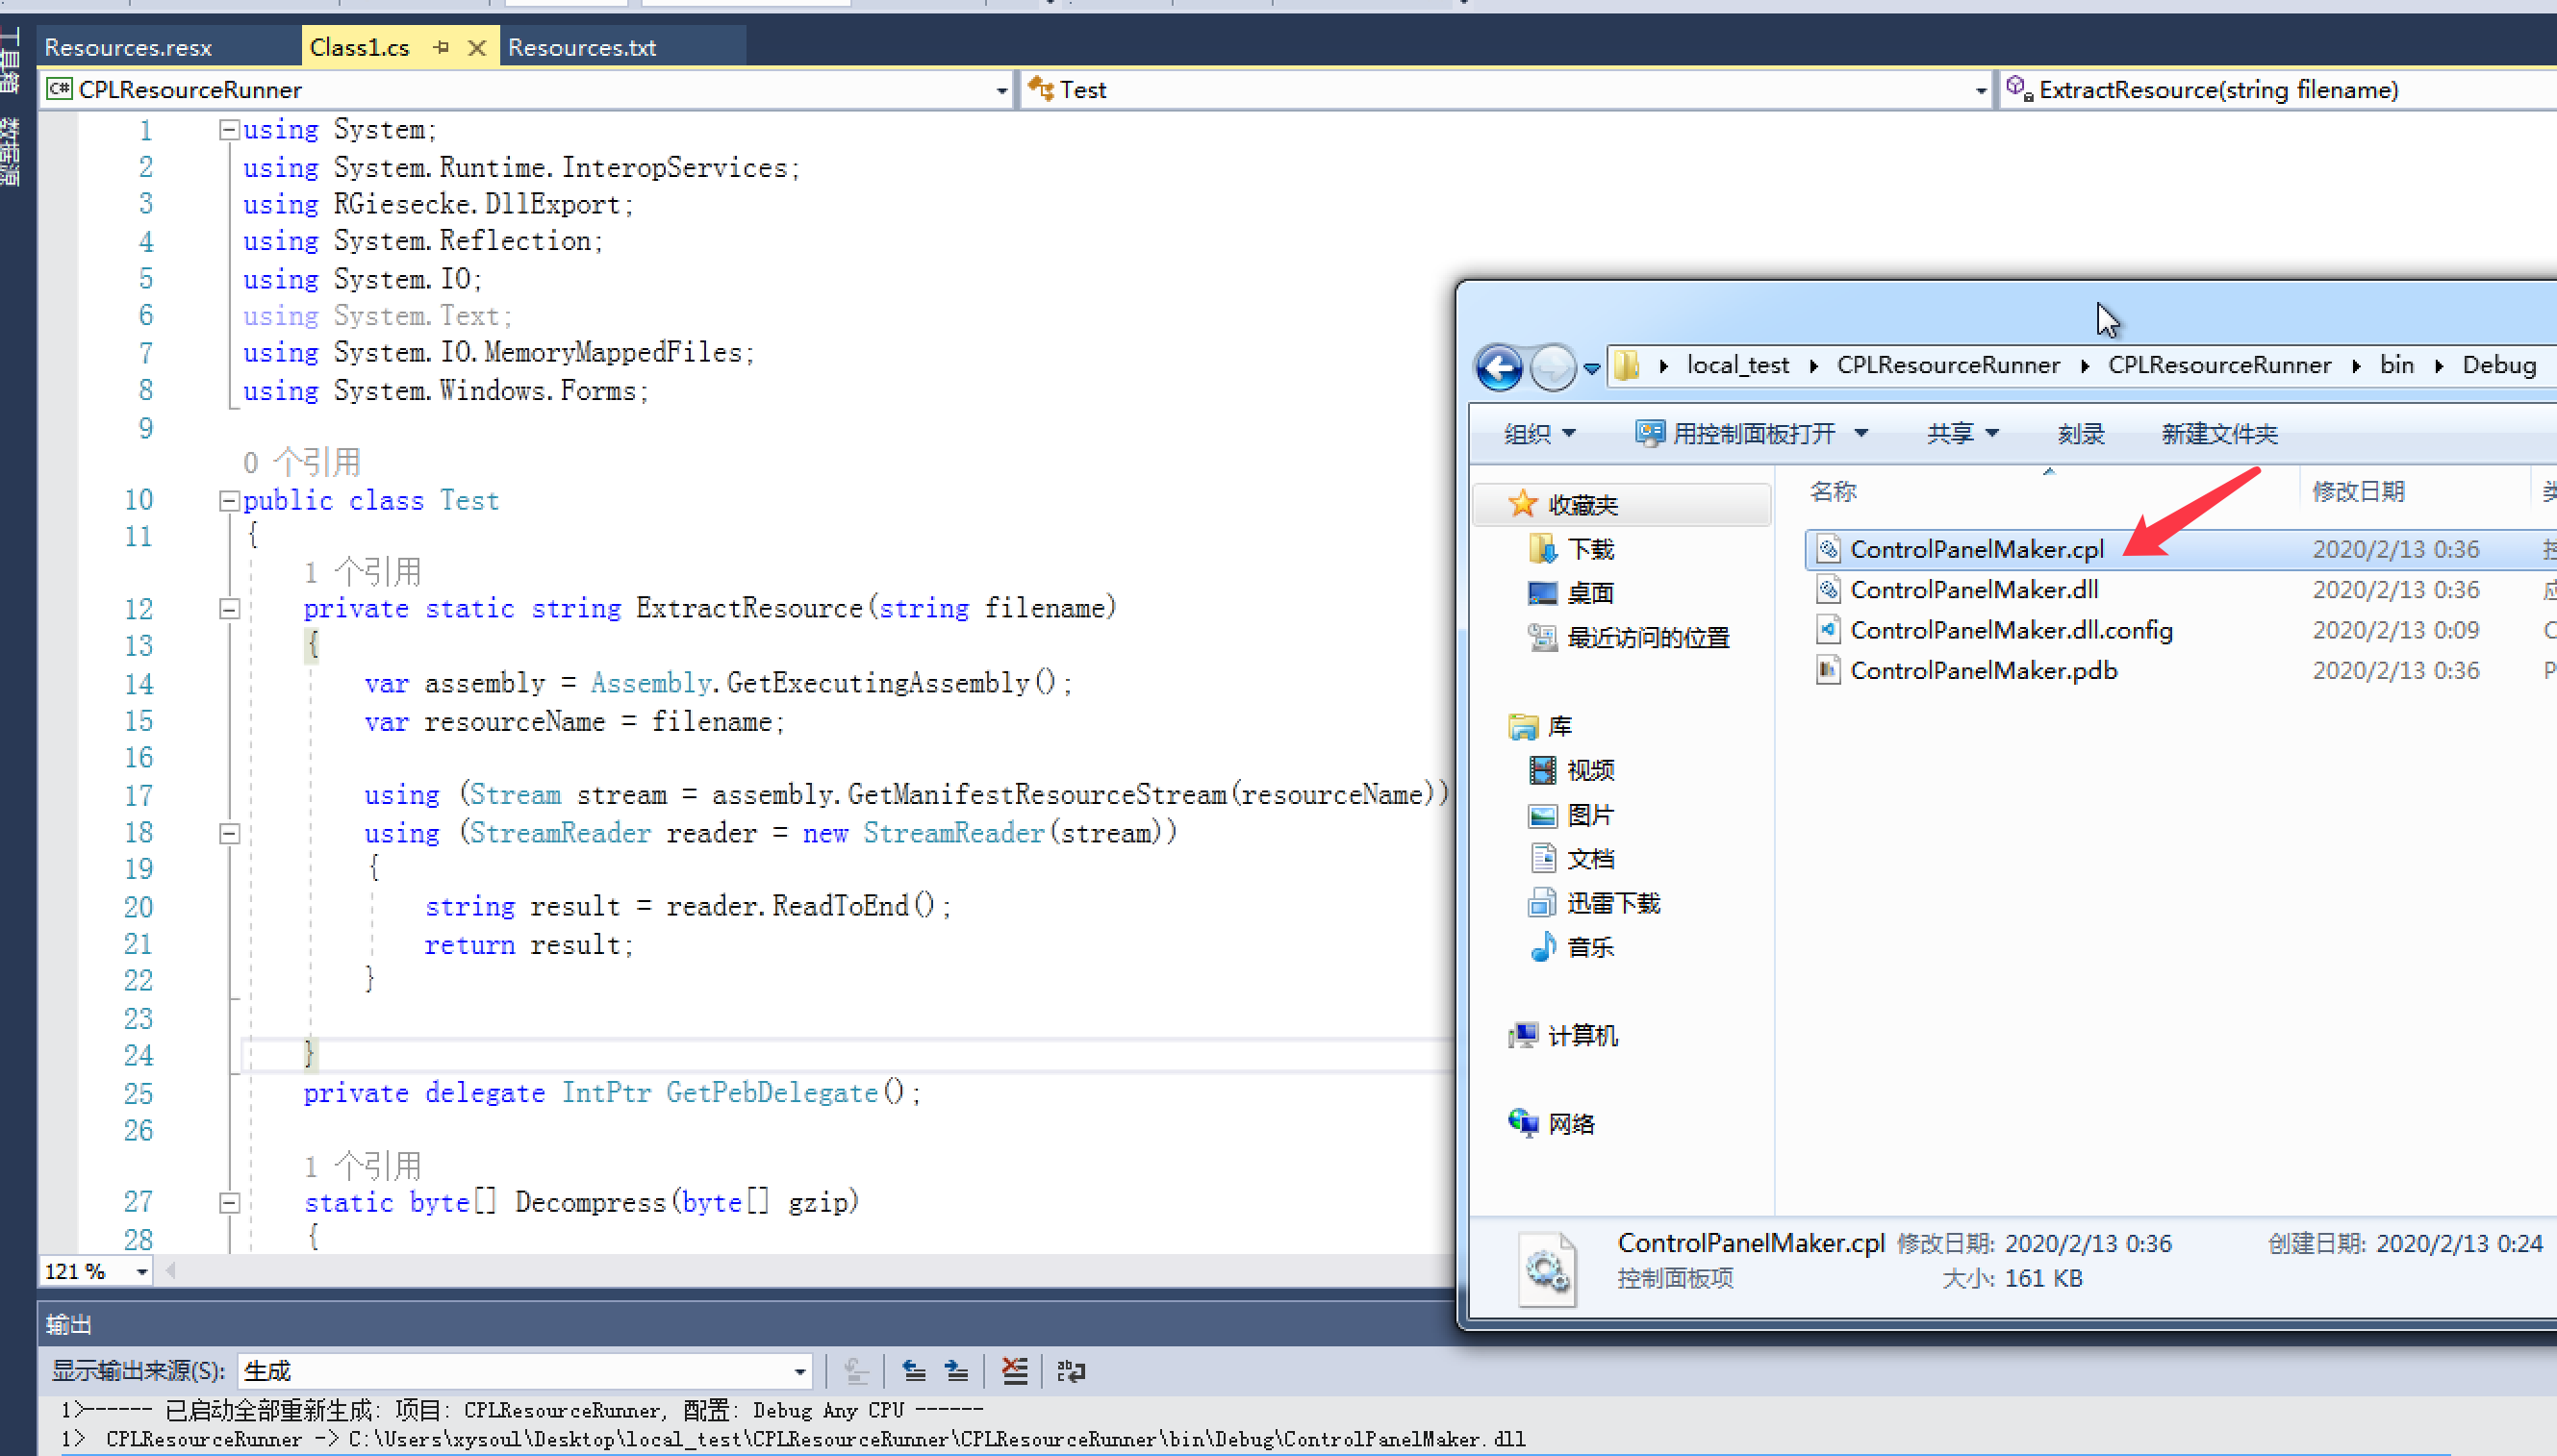 工具箱
数据源
Resources.resx
Class1.cs
Resources.txt
C# CPLResourceRunner
Test
ExtractResource(string filename)
1 using System;
2 using System.Runtime.InteropServices;
3 using RGiesecke.DllExport;
4 using System.Reflection;
5 using System.IO;
6 using System.Text;
7 using System.IO.MemoryMappedFiles;
8 using System.Windows.Forms;
9
0 个引用
10 public class Test
11 {
1 个引用
12 private static string ExtractResource(string filename)
13 {
14 var assembly = Assembly.GetExecutingAssembly();
15 var resourceName = filename;
16
17 using (Stream stream = assembly.GetManifestResourceStream(resourceName))
18 using (StreamReader reader = new StreamReader(stream))
19 {
20 string result = reader.ReadToEnd();
21 return result;
22 }
23
24 }
25 private delegate IntPtr GetPebDelegate();
26
1 个引用
27 static byte[] Decompress(byte[] gzip)
28 {
121 %
输出
显示输出来源(S): 生成
1>------ 已启动全部重新生成: 项目: CPLResourceRunner, 配置: Debug Any CPU ------
1> CPLResourceRunner -> C:\Users\xysoul\Desktop\local_test\CPLResourceRunner\CPLResourceRunner\bin\Debug\ControlPanelMaker.dll
local_test CPLResourceRunner CPLResourceRunner bin Debug
组织 用控制面板打开 共享 刻录 新建文件夹
收藏夹
下载
桌面
最近访问的位置
库
视频
图片
文档
迅雷下载
音乐
计算机
网络
名称 修改日期
ControlPanelMaker.cpl 2020/2/13 0:36
ControlPanelMaker.dll 2020/2/13 0:36
ControlPanelMaker.dll.config 2020/2/13 0:09
ControlPanelMaker.pdb 2020/2/13 0:36
ControlPanelMaker.cpl 修改日期: 2020/2/13 0:36 创建日期: 2020/2/13 0:24
控制面板项 大小: 161 KB